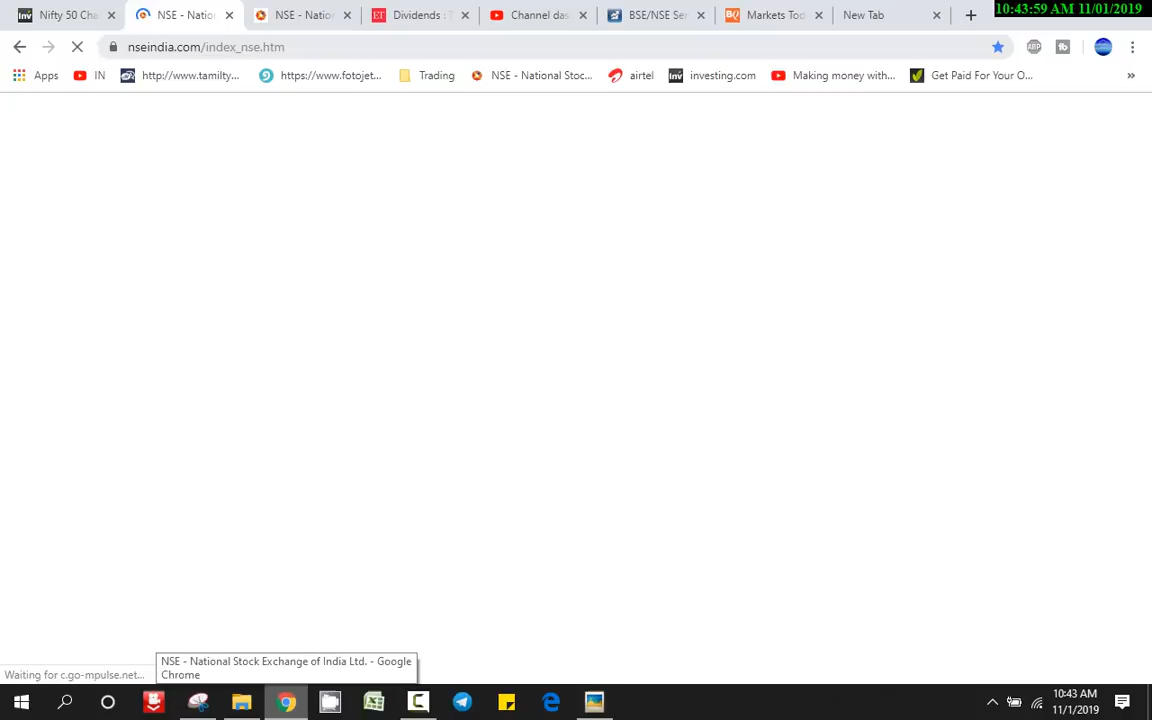 Nifty 50 Cha
NSE - Natio
NSE - Natio
Dividends : T
Channel das
BSE/NSE Ser
Markets Tod
New Tab
10:43:59 AM 11/01/2019
nseindia.com/index_nse.htm
Apps
IN
http://www.tamilty...
https://www.fotojet...
Trading
NSE - National Stoc...
airtel
investing.com
Making money with...
Get Paid For Your O...
»
NSE - National Stock Exchange of India Ltd. - Google
Chrome
Waiting for c.go-mpulse.net...
10:43 AM
11/1/2019